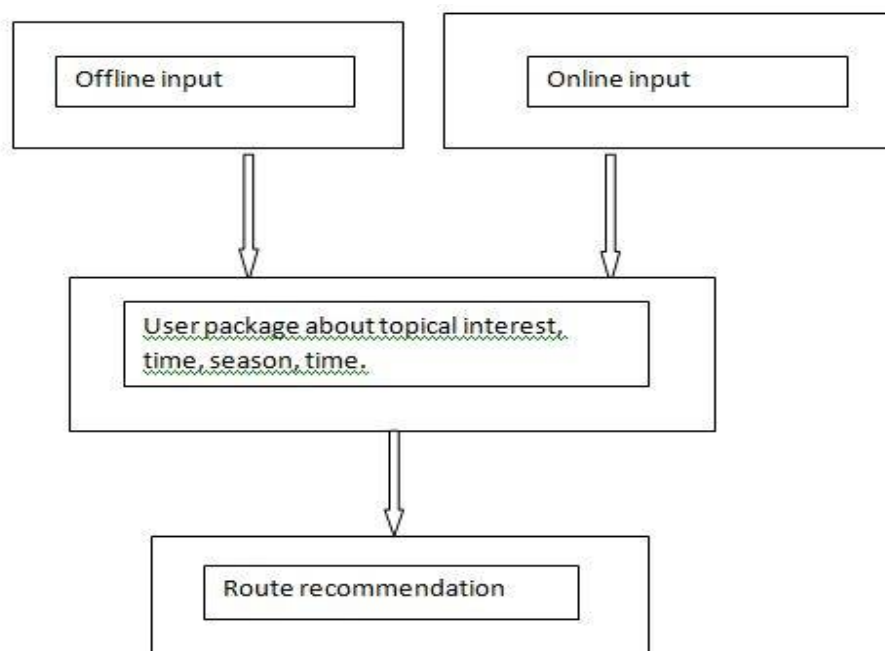 Offline input
Online input
User package about topical interest,
time, season, time.
Route recommendation